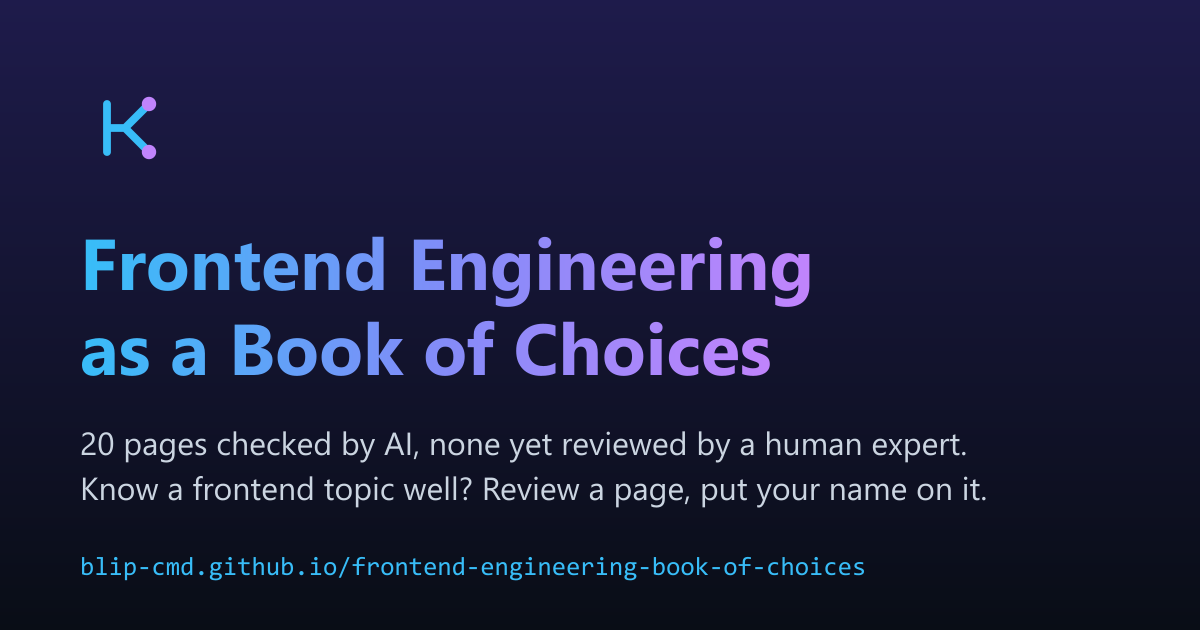 Frontend Engineering
as a Book of Choices
20 pages checked by AI, none yet reviewed by a human expert.
Know a frontend topic well? Review a page, put your name on it.
blip-cmd.github.io/frontend-engineering-book-of-choices